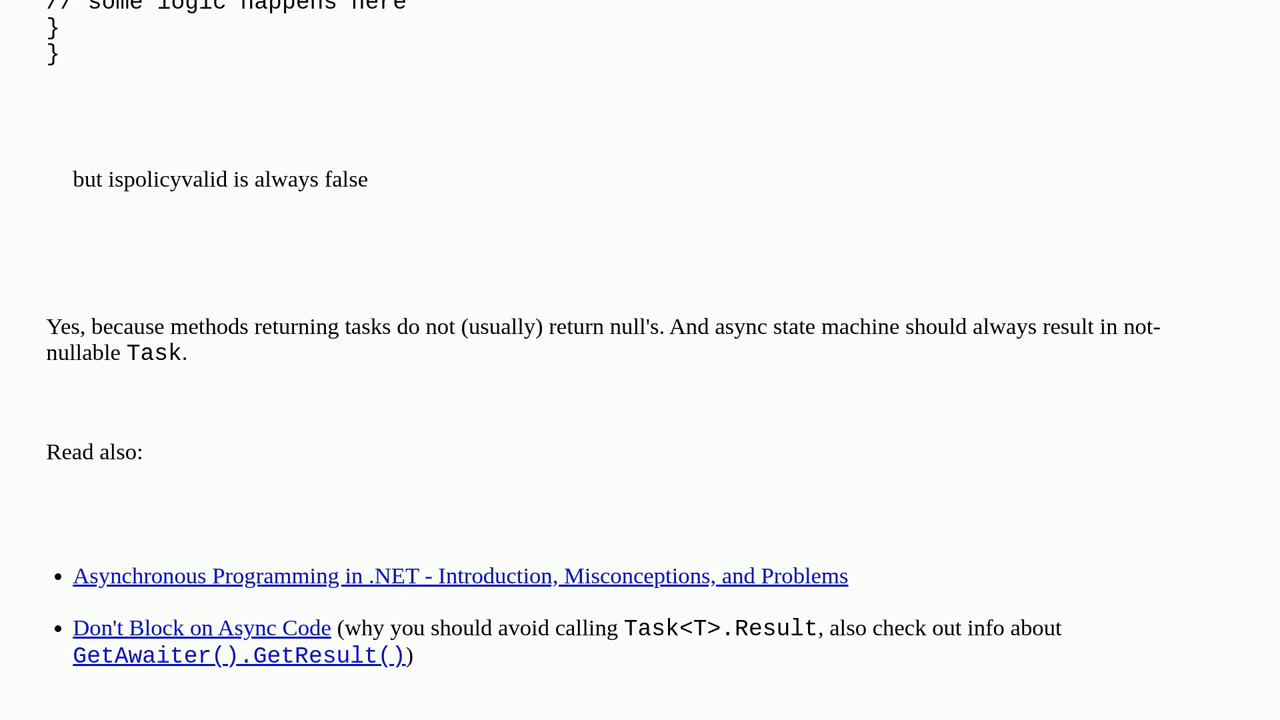 // some logic happens here
}
}
but ispolicyvalid is always false
Yes, because methods returning tasks do not (usually) return null's. And async state machine should always result in not-
nullable Task.
Read also:
• Asynchronous Programming in .NET - Introduction, Misconceptions, and Problems
• Don't Block on Async Code (why you should avoid calling Task<T>.Result, also check out info about
GetAwaiter().GetResult())